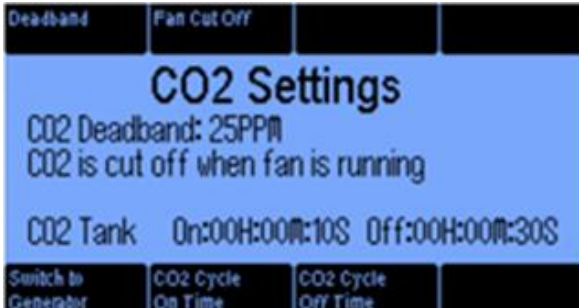 Deadband Fan Cut Off
CO2 Settings
CO2 Deadband: 25PPM
CO2 is cut off when fan is running
CO2 Tank On:00H:00M:10S Off:00H:00M:30S
Switch to CO2 Cycle CO2 Cycle
Generator On Time Off Time